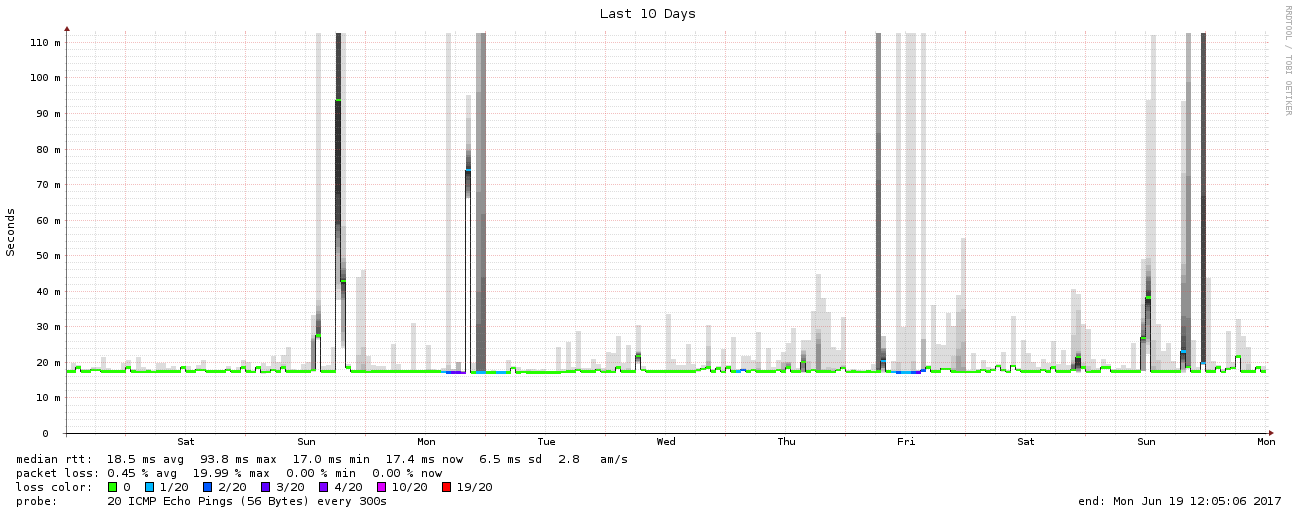 Last 10 Days
RRDTOOL / TOBI OETIKER
Seconds
110 m
100 m
90 m
80 m
70 m
60 m
50 m
40 m
30 m
20 m
10 m
0
Sat Sun Mon Tue Wed Thu Fri Sat Sun Mon
median rtt: 18.5 ms avg 93.8 ms max 17.0 ms min 17.4 ms now 6.5 ms sd 2.8 am/s
packet loss: 0.45 % avg 19.99 % max 0.00 % min 0.00 % now
loss color: 0 1/20 2/20 3/20 4/20 10/20 19/20
probe: 20 ICMP Echo Pings (56 Bytes) every 300s end: Mon Jun 19 12:05:06 2017